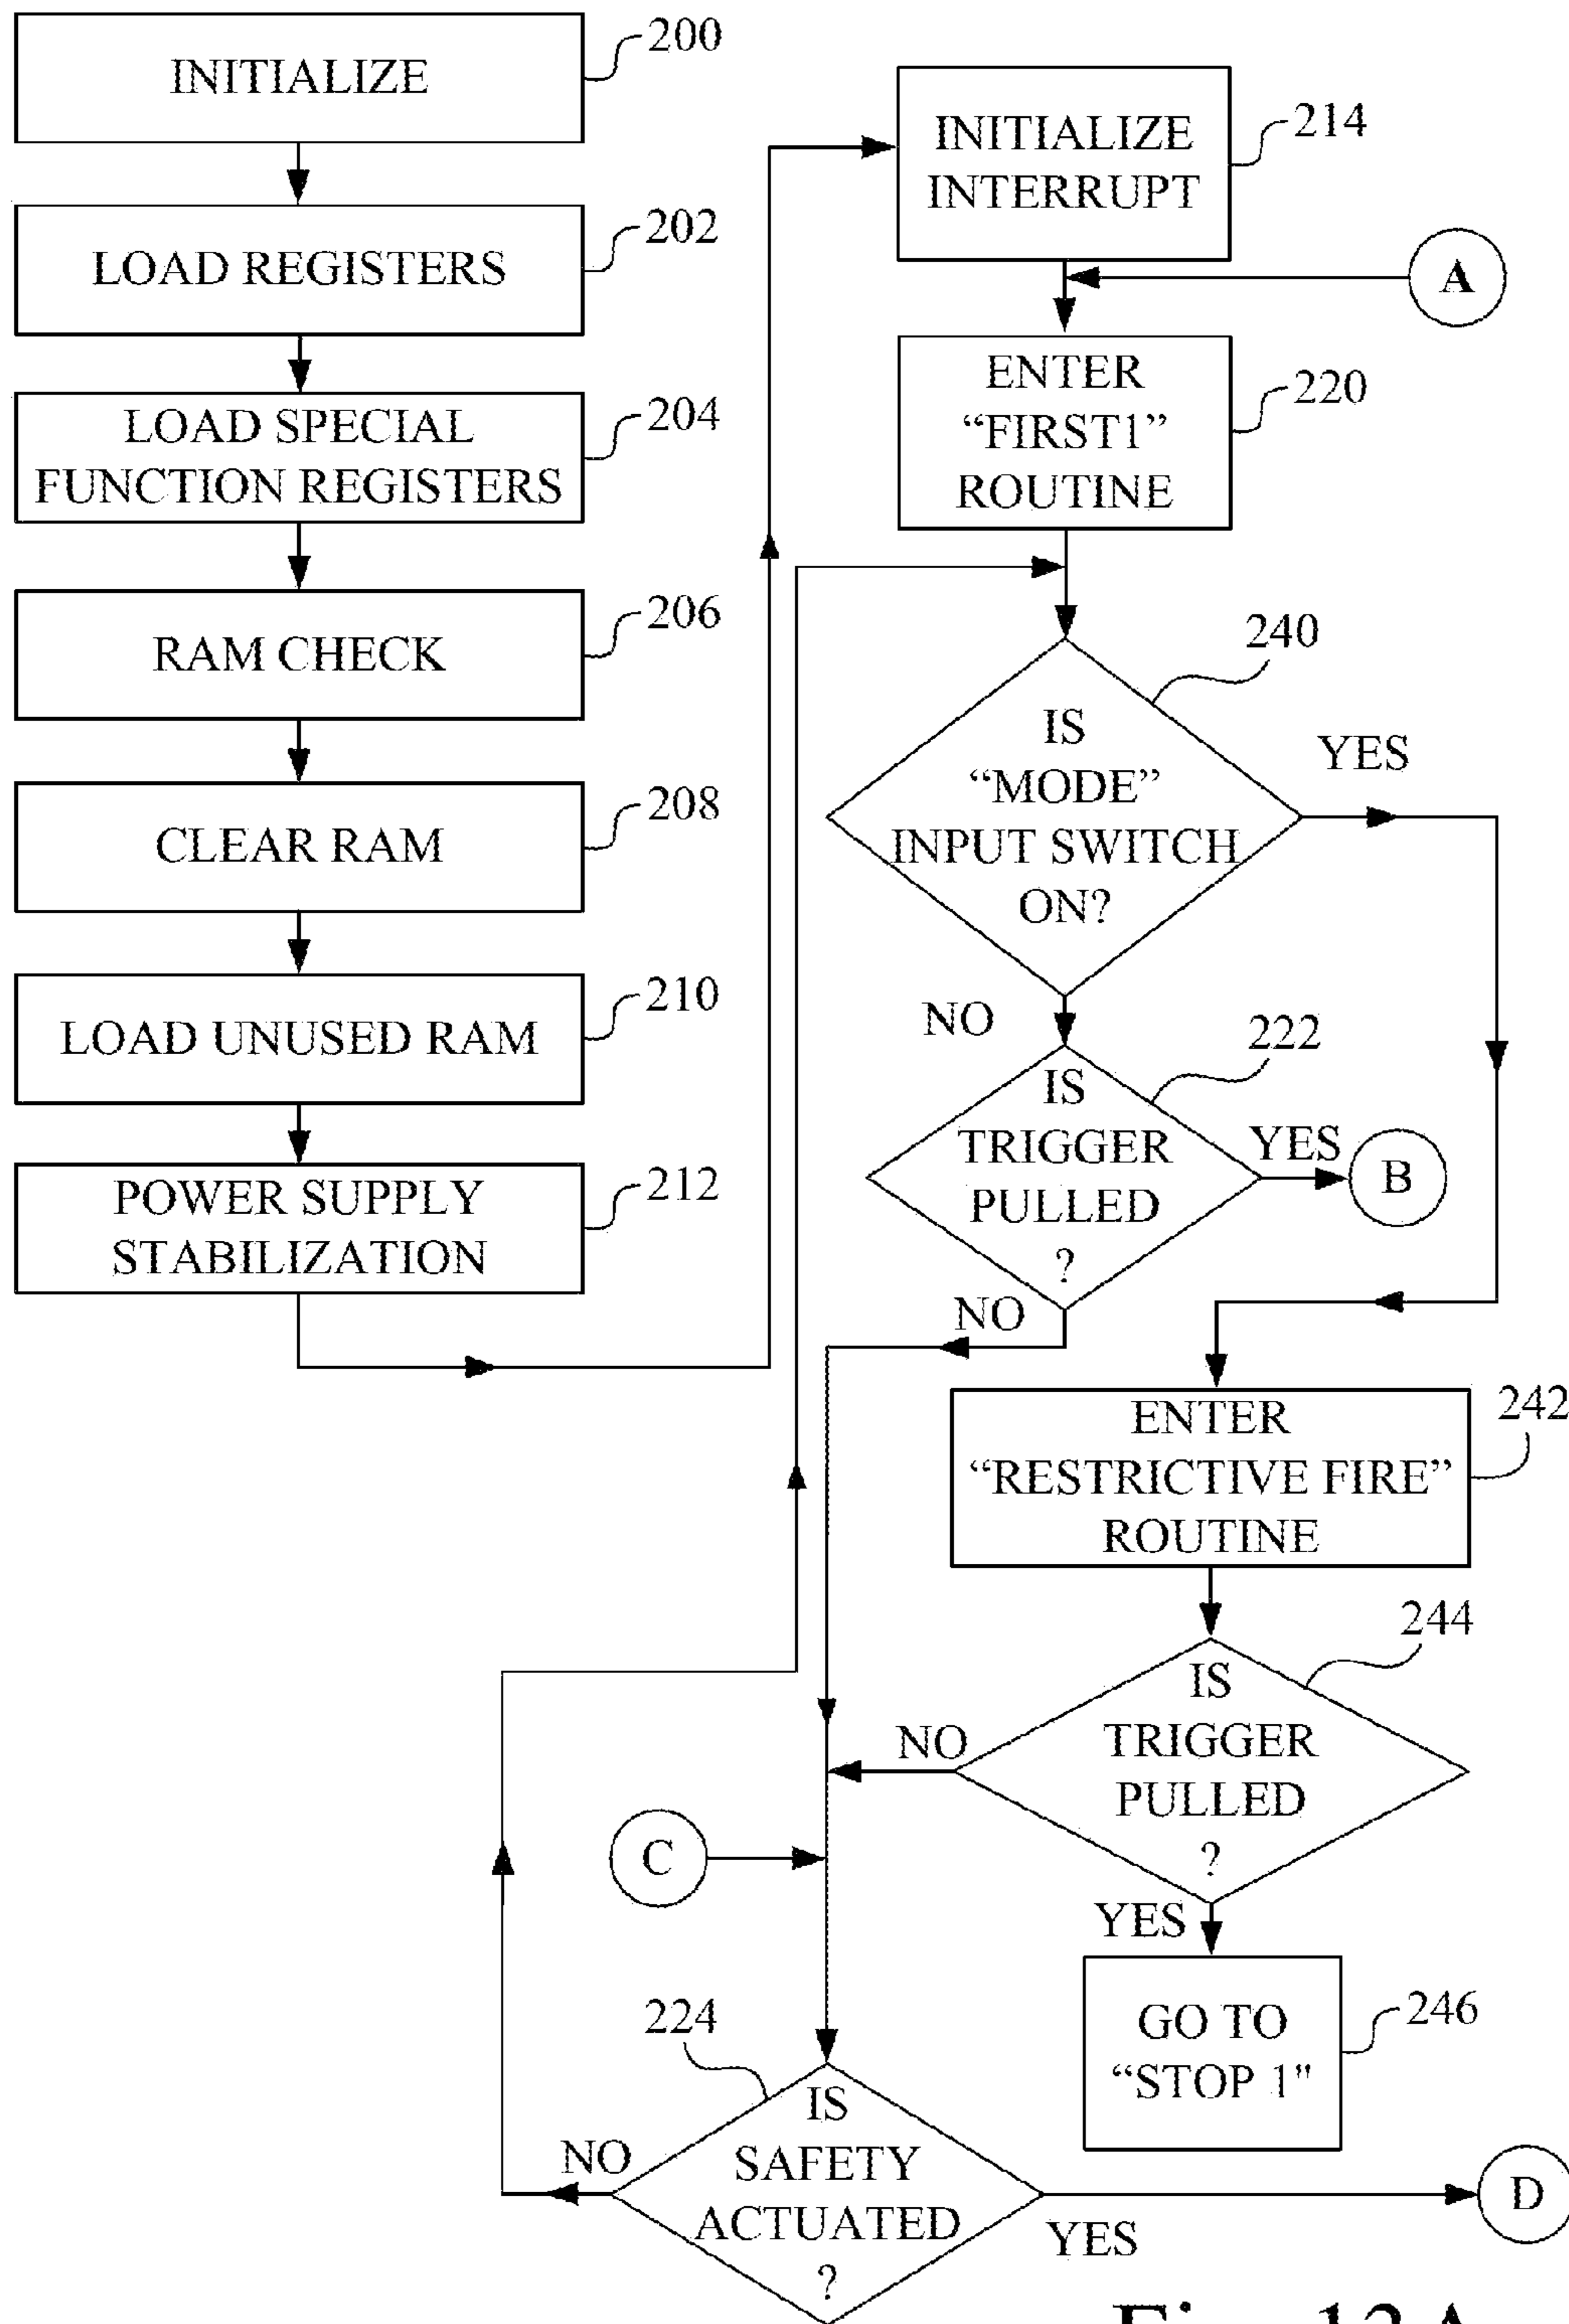 INITIALIZE
200
LOAD REGISTERS
202
LOAD SPECIAL
FUNCTION REGISTERS
204
RAM CHECK
206
CLEAR RAM
208
LOAD UNUSED RAM
210
POWER SUPPLY
STABILIZATION
212
INITIALIZE
INTERRUPT
214
A
ENTER
“FIRST1”
ROUTINE
220
240
IS
“MODE”
INPUT SWITCH
ON?
YES
NO
222
IS
TRIGGER
PULLED
?
YES
B
NO
ENTER
“RESTRICTIVE FIRE”
ROUTINE
242
244
IS
TRIGGER
PULLED
?
NO
C
YES
GO TO
“STOP 1"
246
224
IS
SAFETY
ACTUATED
?
NO
YES
D